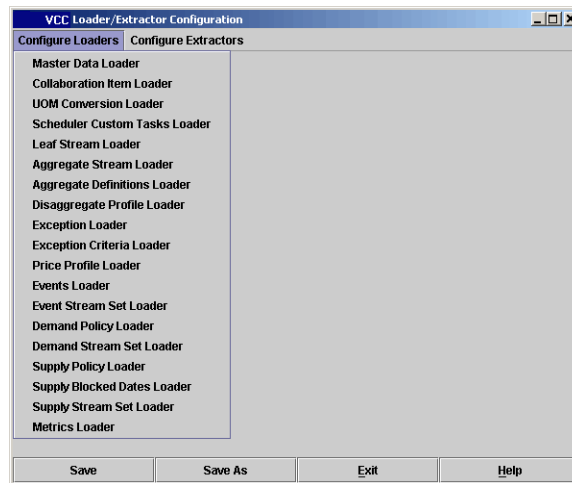 VCC Loader/Extractor Configuration
Configure Loaders Configure Extractors
Master Data Loader
Collaboration Item Loader
UOM Conversion Loader
Scheduler Custom Tasks Loader
Leaf Stream Loader
Aggregate Stream Loader
Aggregate Definitions Loader
Disaggregate Profile Loader
Exception Loader
Exception Criteria Loader
Price Profile Loader
Events Loader
Event Stream Set Loader
Demand Policy Loader
Demand Stream Set Loader
Supply Policy Loader
Supply Blocked Dates Loader
Supply Stream Set Loader
Metrics Loader
Save Save As Exit Help